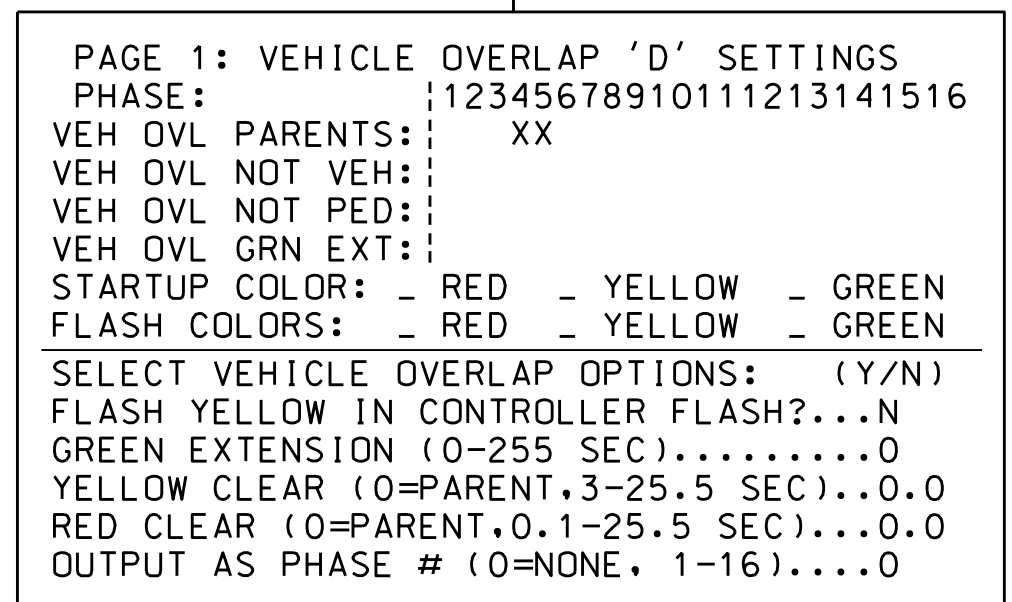 PAGE 1: VEHICLE OVERLAP 'D' SETTINGS
PHASE: ¦12345678910111213141516
VEH OVL PARENTS:¦ XX
VEH OVL NOT VEH:¦
VEH OVL NOT PED:¦
VEH OVL GRN EXT:¦
STARTUP COLOR: _ RED _ YELLOW _ GREEN
FLASH COLORS: _ RED _ YELLOW _ GREEN
SELECT VEHICLE OVERLAP OPTIONS: (Y/N)
FLASH YELLOW IN CONTROLLER FLASH?...N
GREEN EXTENSION (0-255 SEC).........0
YELLOW CLEAR (0=PARENT,3-25.5 SEC)..0.0
RED CLEAR (0=PARENT,0.1-25.5 SEC)...0.0
OUTPUT AS PHASE # (0=NONE, 1-16)....0